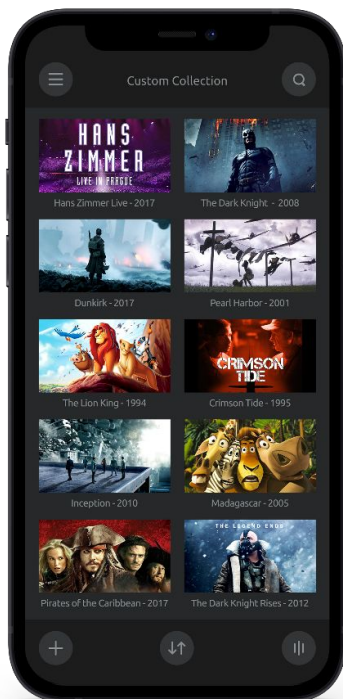 Custom Collection
HANS
ZIMMER
LIVE IN PRAGUE
Hans Zimmer Live - 2017
The Dark Knight - 2008
Dunkirk - 2017
Pearl Harbor - 2001
The Lion King - 1994
CRIMSON
TIDE
Crimson Tide - 1995
Inception - 2010
Madagascar - 2005
Pirates of the Caribbean - 2017
THE LEGEND ENDS
The Dark Knight Rises - 2012